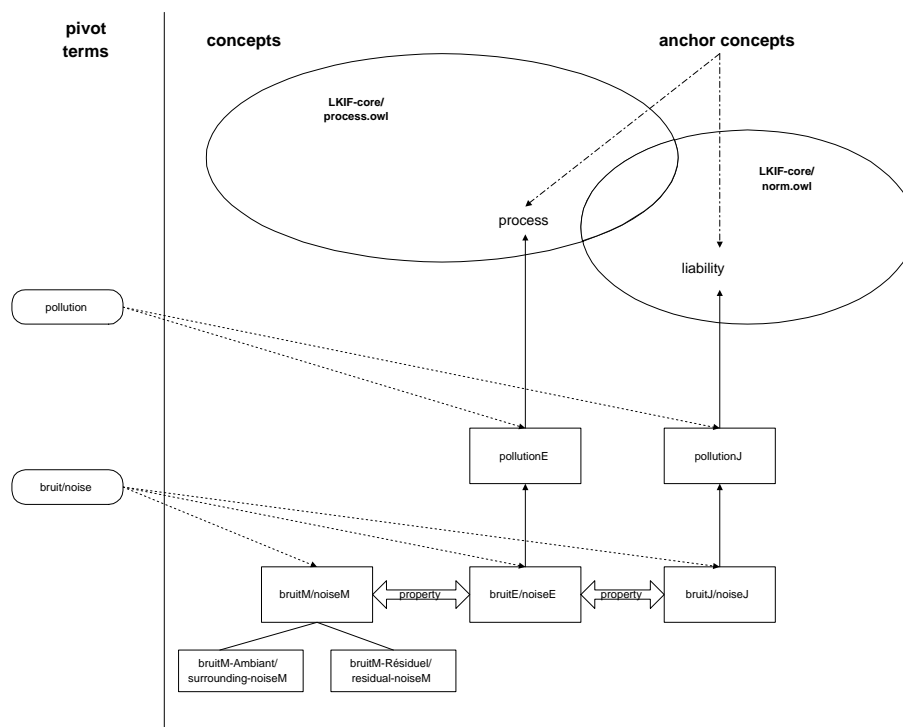 pivot
terms
concepts
anchor concepts
LKIF-core/
process.owl
LKIF-core/
norm.owl
process
liability
pollution
pollutionE
pollutionJ
bruit/noise
bruitM/noiseM
property
bruitE/noiseE
property
bruitJ/noiseJ
bruitM-Ambiant/
surrounding-noiseM
bruitM-Résiduel/
residual-noiseM